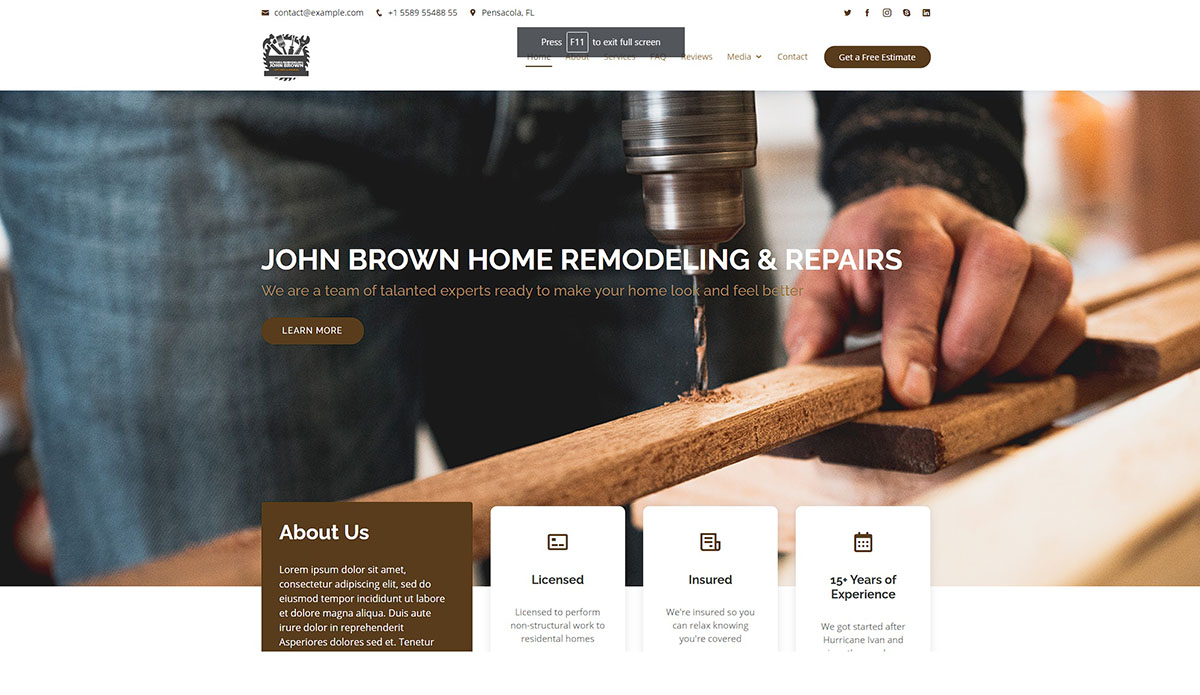 contact@example.com +1 5589 55488 55 Pensacola, FL
Press F11 to exit full screen
JOHN BROWN
Home About Services FAQ Reviews Media Contact Get a Free Estimate
JOHN BROWN HOME REMODELING & REPAIRS
We are a team of talanted experts ready to make your home look and feel better
LEARN MORE
About Us
Lorem ipsum dolor sit amet,
consectetur adipiscing elit, sed do
eiusmod tempor incididunt ut labore
et dolore magna aliqua. Duis aute
irure dolor in reprehenderit
Asperiores dolores sed et. Tenetur
Licensed
Licensed to perform
non-structural work to
residental homes
Insured
We're insured so you
can relax knowing
you're covered
15+ Years of
Experience
We got started after
Hurricane Ivan and